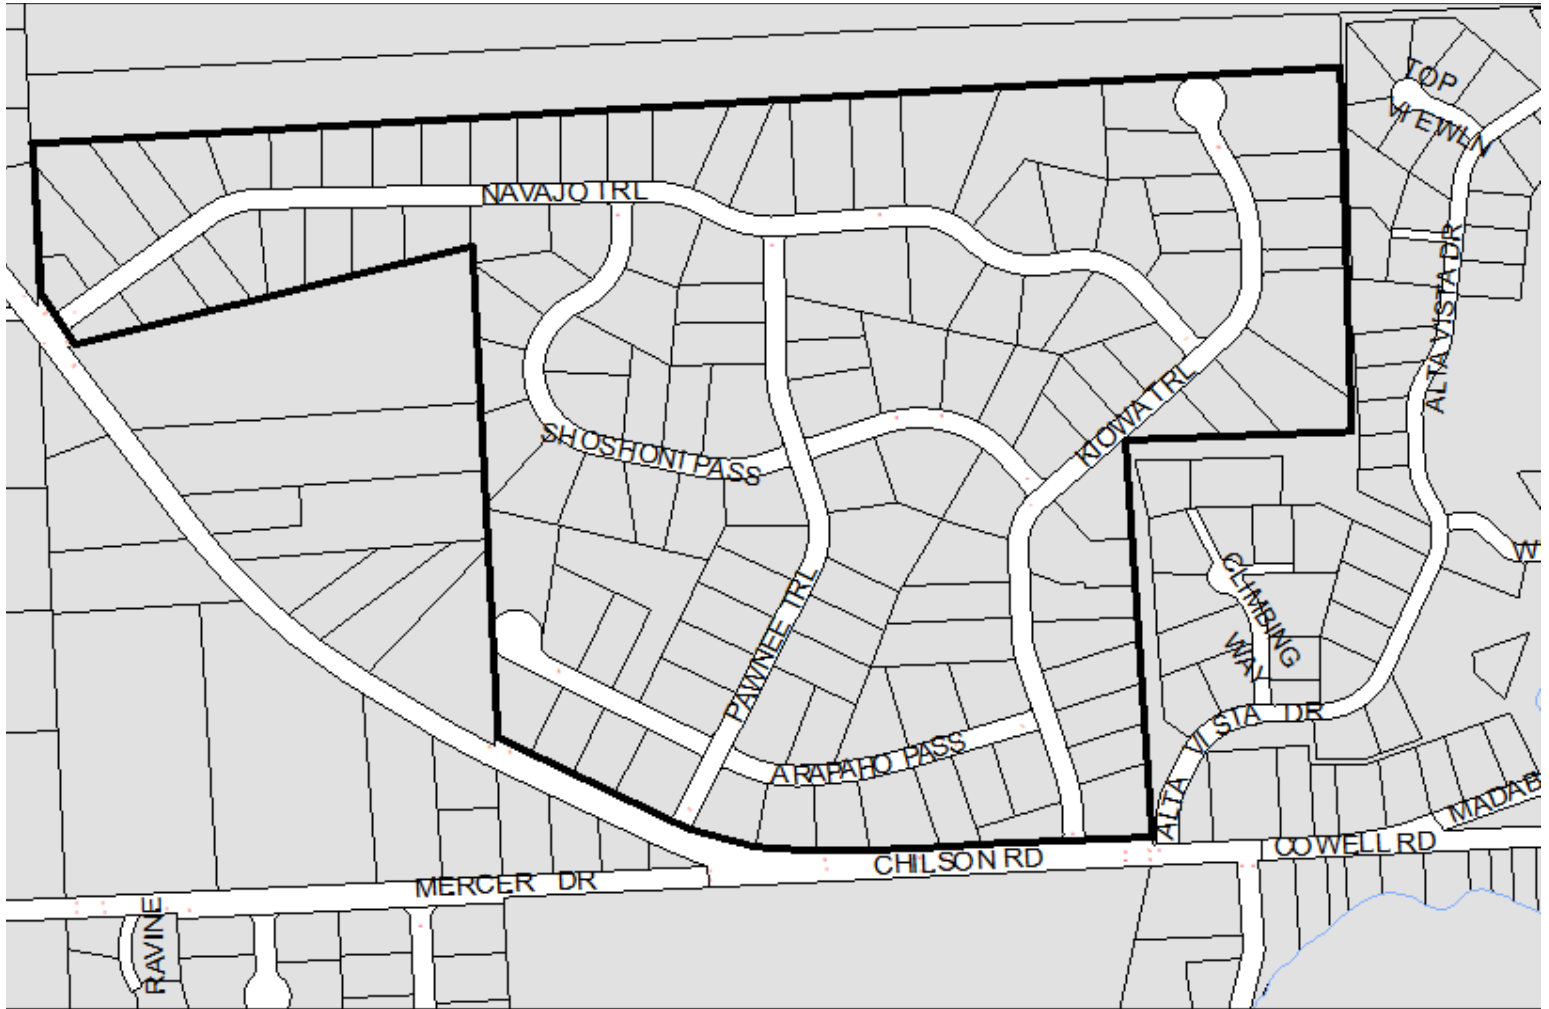 TOP
VIEW LN
NAVAJO TRL
ALTA VISTA DR
KIOWA TRL
SHOSHONI PASS
W
CLIMBING
WAY
PAWNEE TRL
ALTA VISTA DR
ARAPAHO PASS
MADAB
COWELL RD
CHILSON RD
MERCER DR
RAVINE